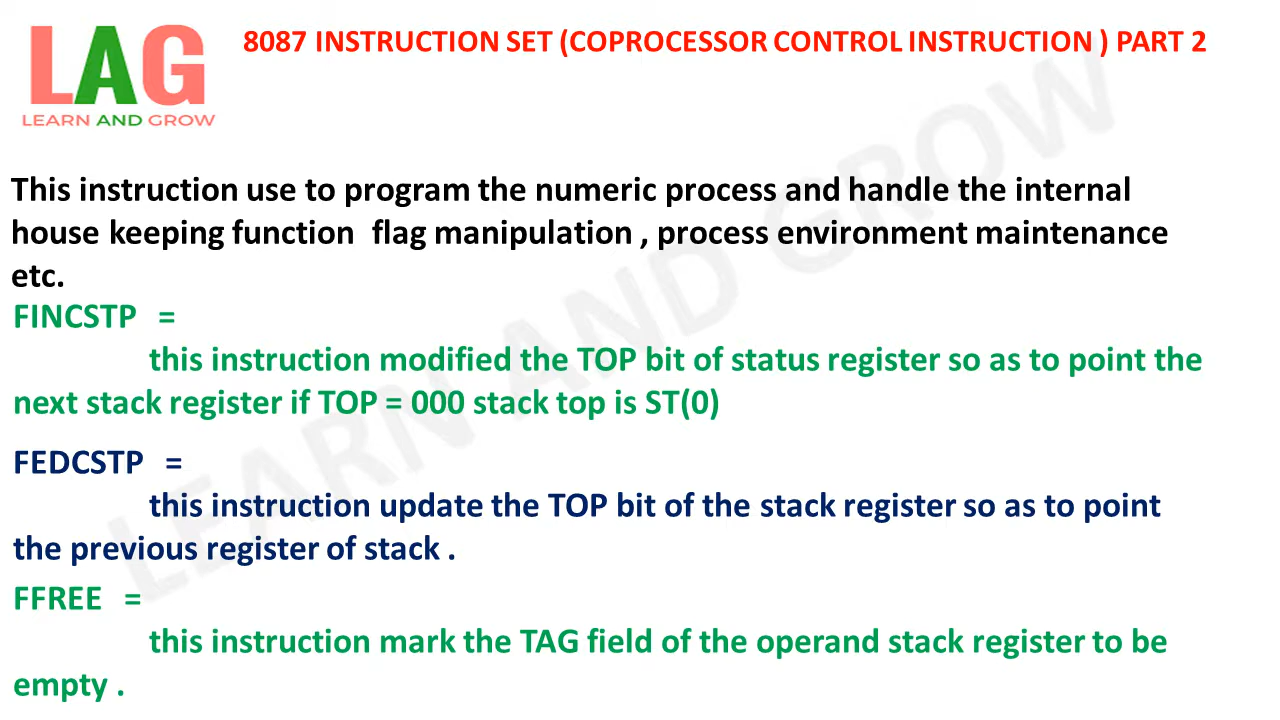 LAG
LEARN AND GROW
8087 INSTRUCTION SET (COPROCESSOR CONTROL INSTRUCTION ) PART 2
This instruction use to program the numeric process and handle the internal
house keeping function flag manipulation , process environment maintenance
etc.
FINCSTP =
this instruction modified the TOP bit of status register so as to point the
next stack register if TOP = 000 stack top is ST(0)
FEDCSTP =
this instruction update the TOP bit of the stack register so as to point
the previous register of stack .
FFREE =
this instruction mark the TAG field of the operand stack register to be
empty .
LEARN AND GROW